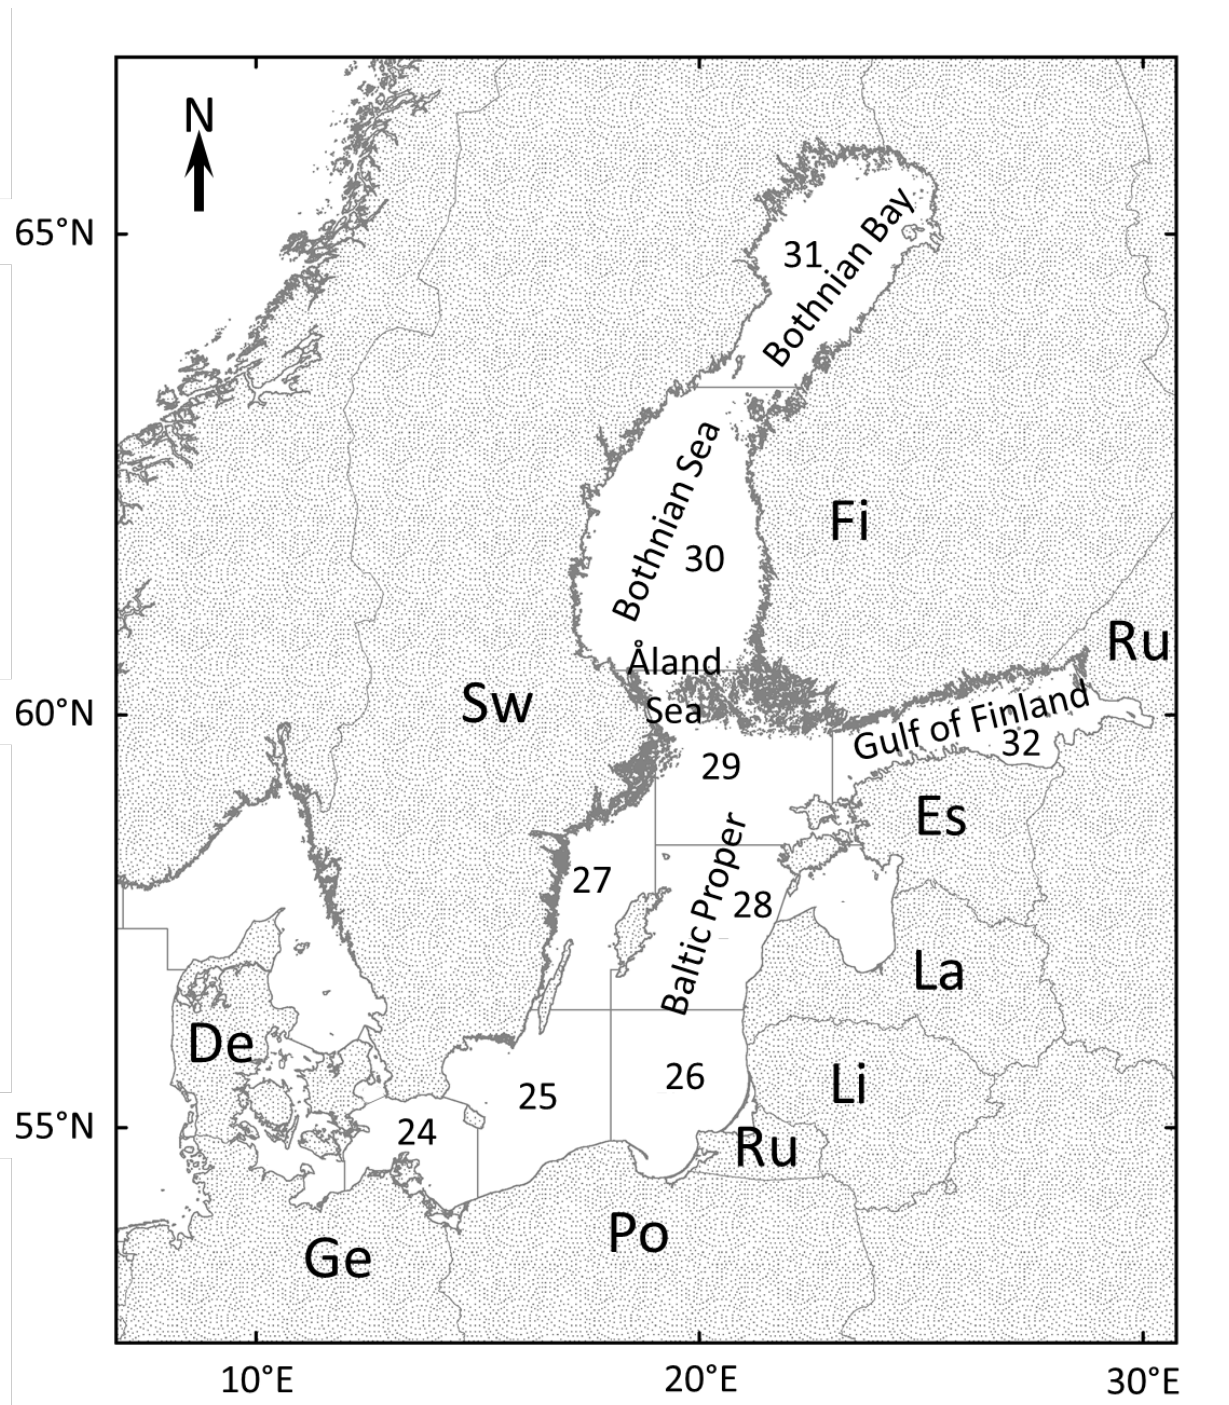 N
65°N
31
Bothnian Bay
Bothnian Sea
30
Fi
Ru
Åland
Sea
Sw
60°N
Gulf of Finland
32
29
Es
27
Baltic Proper
28
La
De
25
26
Li
55°N
24
Ru
Po
Ge
10°E
20°E
30°E